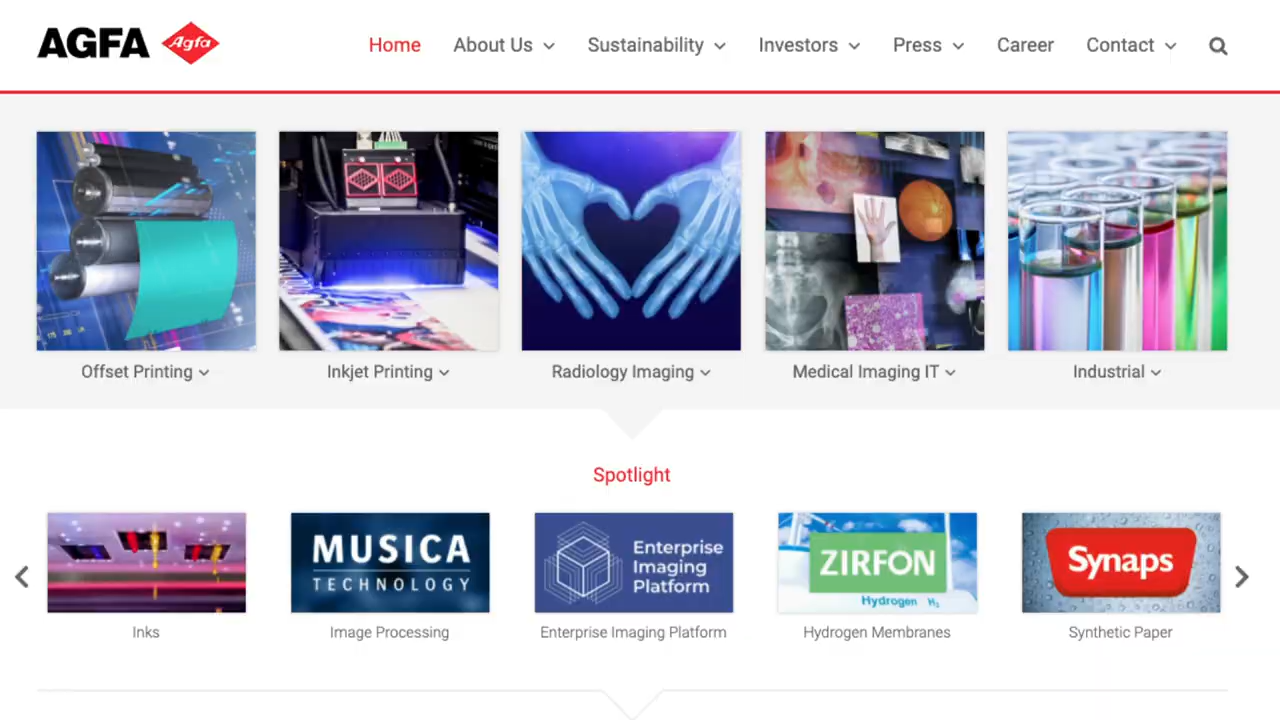 AGFA Agfa Home About Us Sustainability Investors Press Career Contact
Offset Printing Inkjet Printing Radiology Imaging Medical Imaging IT Industrial
Spotlight
MUSICA
TECHNOLOGY
Enterprise
Imaging
Platform
ZIRFON
Hydrogen H₂
Synaps
Inks Image Processing Enterprise Imaging Platform Hydrogen Membranes Synthetic Paper